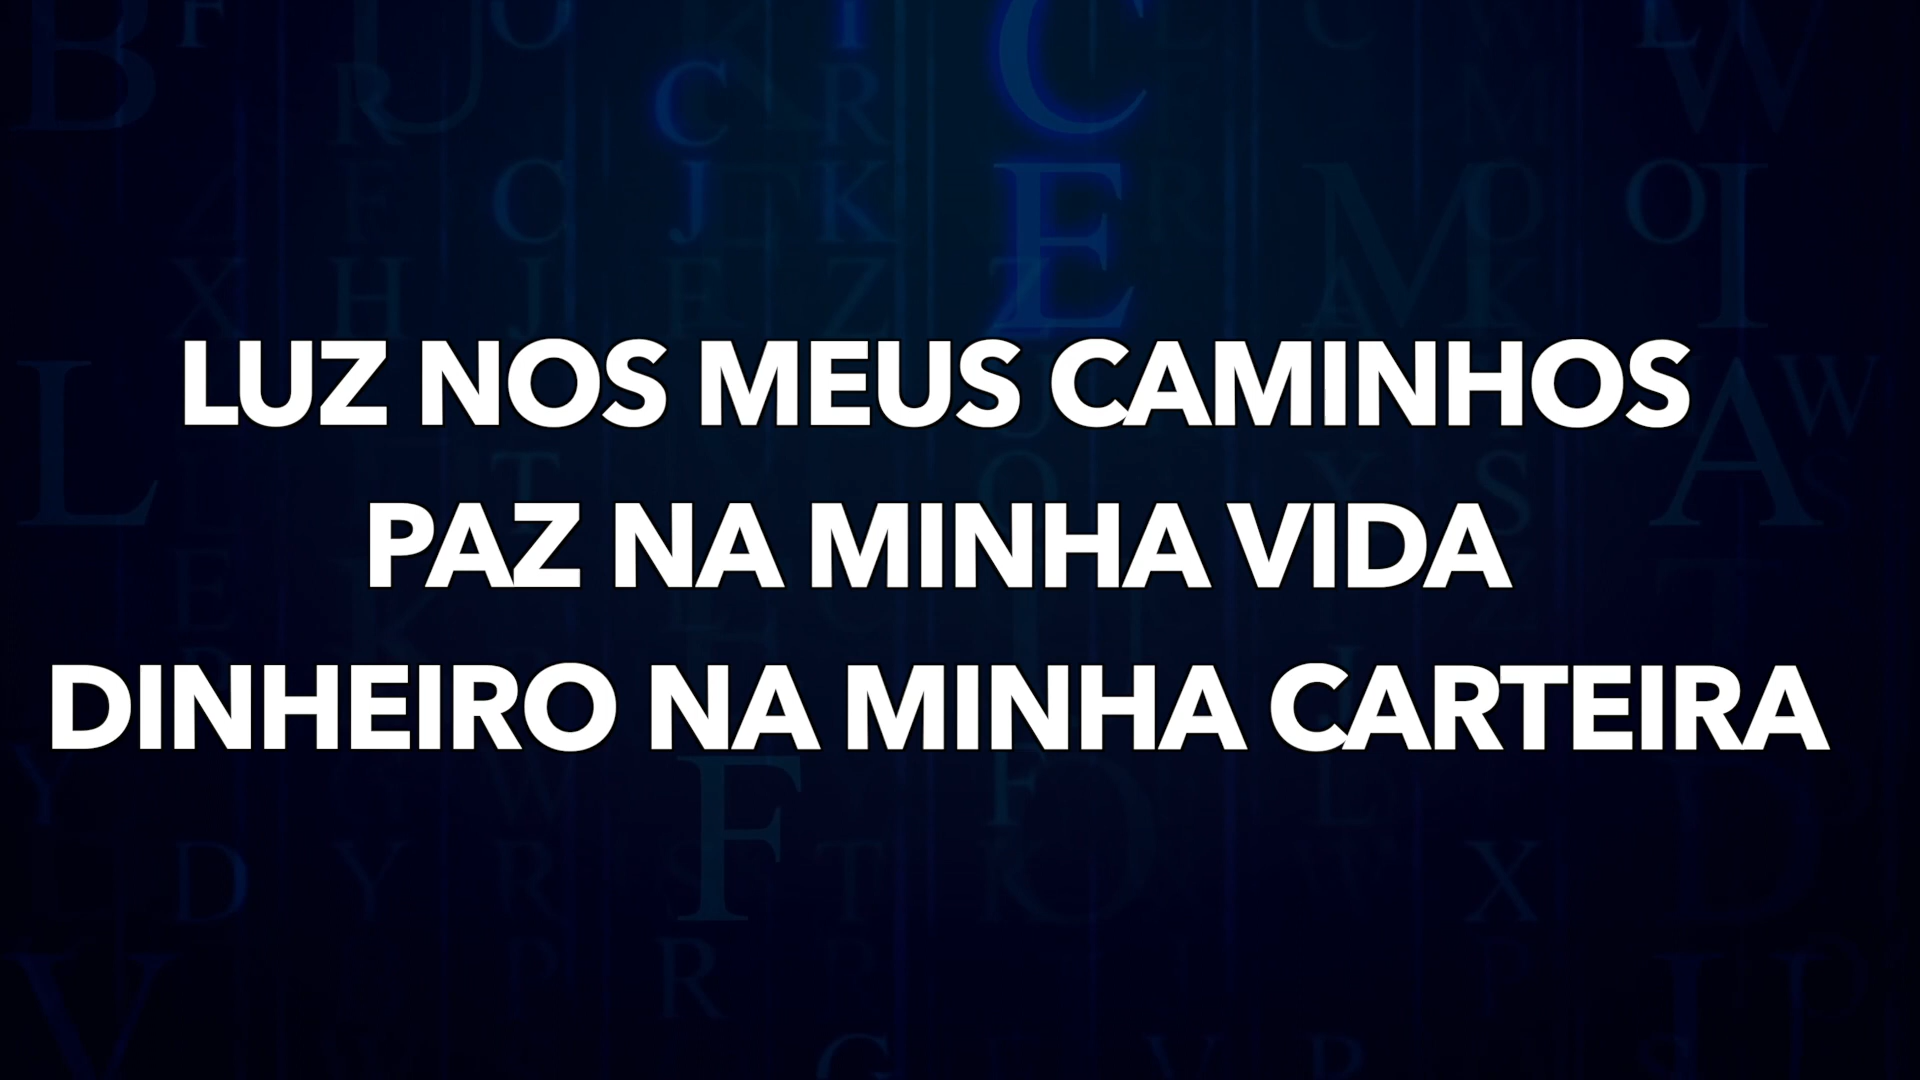 LUZ NOS MEUS CAMINHOS
PAZ NA MINHA VIDA
DINHEIRO NA MINHA CARTEIRA